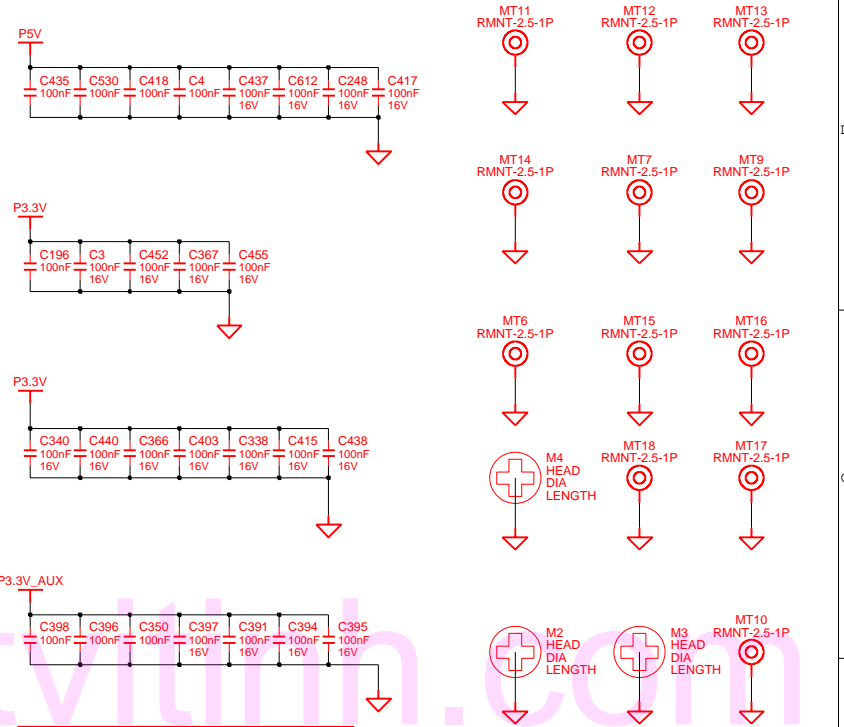 P5V
C435 C530 C418 C4 C437 C612 C248 C417
100nF 100nF 100nF 100nF 100nF 100nF 100nF 100nF
16V 16V 16V 16V
P3.3V
C196 C3 C452 C367 C455
100nF 100nF 100nF 100nF 100nF
16V 16V 16V 16V
P3.3V
C340 C440 C366 C403 C338 C415 C438
100nF 100nF 100nF 100nF 100nF 100nF 100nF
16V 16V 16V 16V 16V 16V 16V
P3.3V_AUX
C398 C396 C350 C397 C391 C394 C395
100nF 100nF 100nF 100nF 100nF 100nF 100nF
16V 16V 16V 16V
MT11 MT12 MT13
RMNT-2.5-1P RMNT-2.5-1P RMNT-2.5-1P
MT14 MT7 MT9
RMNT-2.5-1P RMNT-2.5-1P RMNT-2.5-1P
MT6 MT15 MT16
RMNT-2.5-1P RMNT-2.5-1P RMNT-2.5-1P
M4
HEAD
DIA
LENGTH
MT18 MT17
RMNT-2.5-1P RMNT-2.5-1P
M2
HEAD
DIA
LENGTH
M3
HEAD
DIA
LENGTH
MT10
RMNT-2.5-1P
vitinh.com